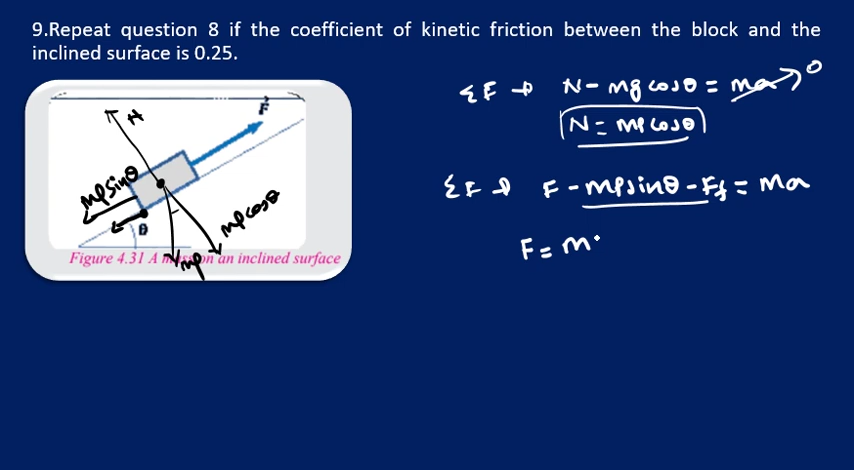 9.Repeat question 8 if the coefficient of kinetic friction between the block and the
inclined surface is 0.25.
ΣF → N - mg cosθ = ma → 0
N = mg cosθ
ΣF → F - mg sinθ - Ff = ma
F = m
N
F
mg sinθ
mg cosθ
θ
mg
Figure 4.31 A mass on an inclined surface